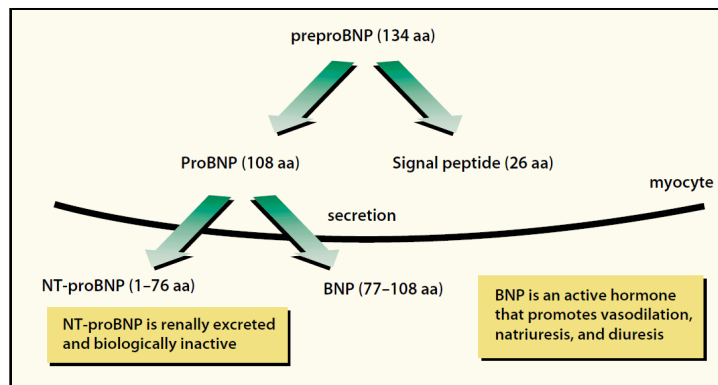 preproBNP (134 aa)
ProBNP (108 aa)
Signal peptide (26 aa)
myocyte
secretion
NT-proBNP (1–76 aa)
BNP (77–108 aa)
NT-proBNP is renally excreted
and biologically inactive
BNP is an active hormone
that promotes vasodilation,
natriuresis, and diuresis